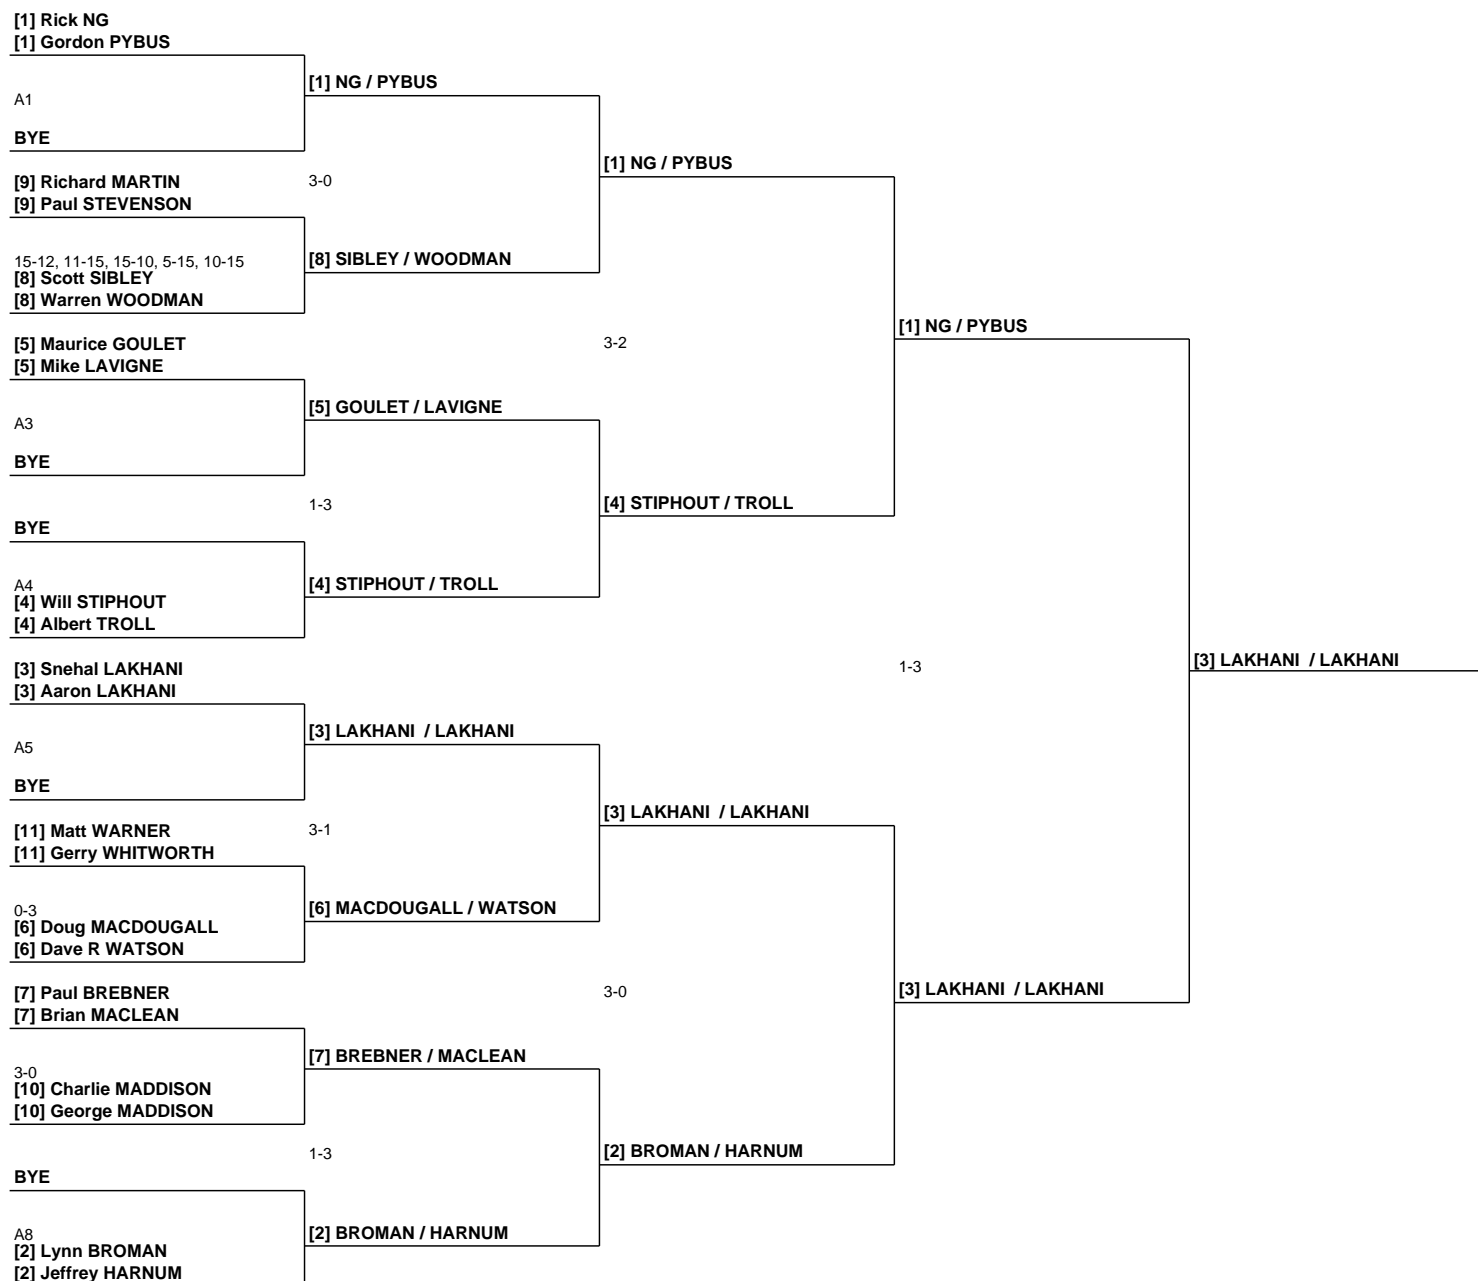 [1] Rick NG
[1] Gordon PYBUS
[1] NG / PYBUS
A1
BYE
[1] NG / PYBUS
[9] Richard MARTIN
[9] Paul STEVENSON
3-0
15-12, 11-15, 15-10, 5-15, 10-15
[8] Scott SIBLEY
[8] Warren WOODMAN
[8] SIBLEY / WOODMAN
[1] NG / PYBUS
[5] Maurice GOULET
[5] Mike LAVIGNE
3-2
[5] GOULET / LAVIGNE
A3
BYE
1-3
[4] STIPHOUT / TROLL
BYE
A4
[4] Will STIPHOUT
[4] Albert TROLL
[4] STIPHOUT / TROLL
[3] Snehal LAKHANI
[3] Aaron LAKHANI
1-3
[3] LAKHANI / LAKHANI
[3] LAKHANI / LAKHANI
A5
BYE
[3] LAKHANI / LAKHANI
[11] Matt WARNER
[11] Gerry WHITWORTH
3-1
0-3
[6] Doug MACDOUGALL
[6] Dave R WATSON
[6] MACDOUGALL / WATSON
[7] Paul BREBNER
[7] Brian MACLEAN
3-0
[3] LAKHANI / LAKHANI
[7] BREBNER / MACLEAN
3-0
[10] Charlie MADDISON
[10] George MADDISON
1-3
[2] BROMAN / HARNUM
BYE
A8
[2] Lynn BROMAN
[2] Jeffrey HARNUM
[2] BROMAN / HARNUM